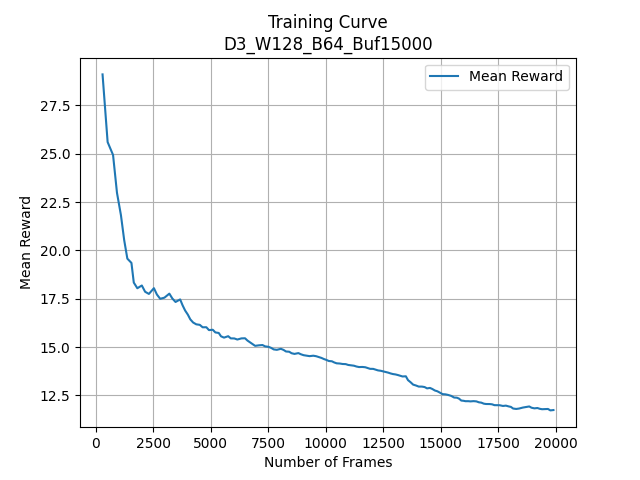 Training Curve
D3_W128_B64_Buf15000
Mean Reward
27.5
25.0
22.5
20.0
17.5
15.0
12.5
Mean Reward
0 2500 5000 7500 10000 12500 15000 17500 20000
Number of Frames